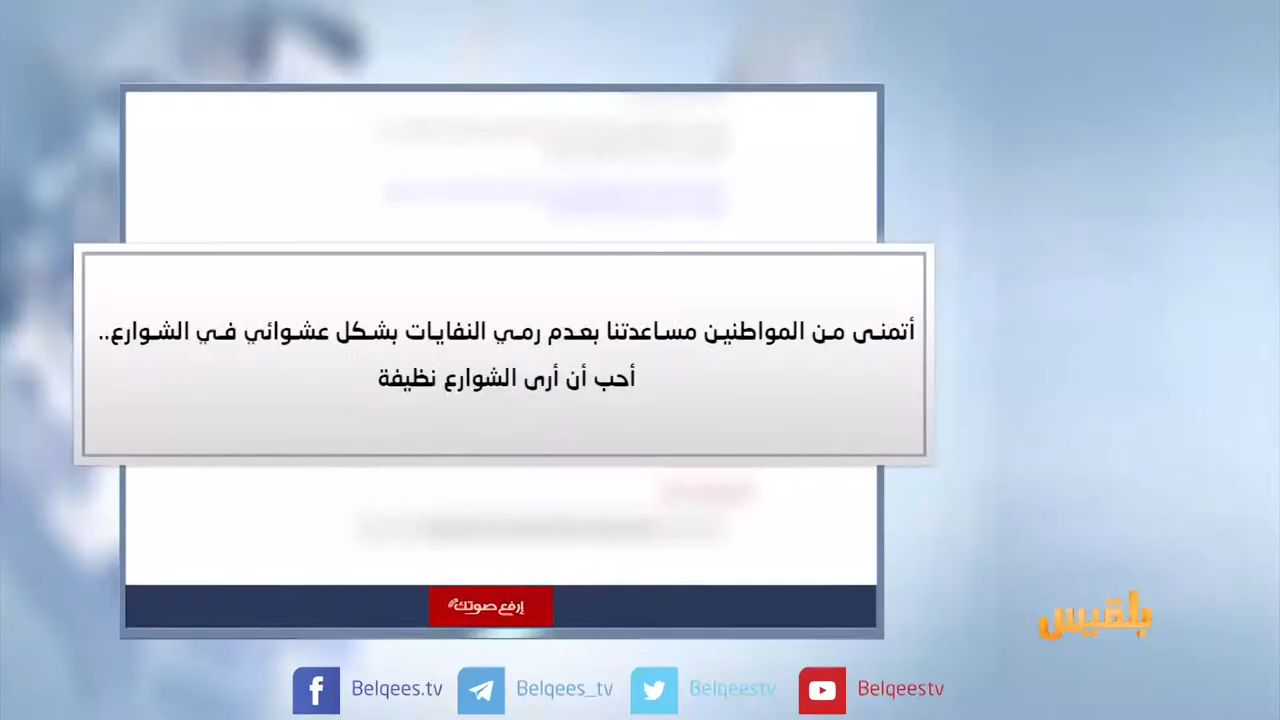 أتمنى من المواطنين مساعدتنا بعدم رمي النفايات بشكل عشوائي في الشوارع..
أحب أن أرى الشوارع نظيفة
إرفع صوتك
بلقيس
Belqees.tv
Belqees_tv
Belqeestv
Belqeestv